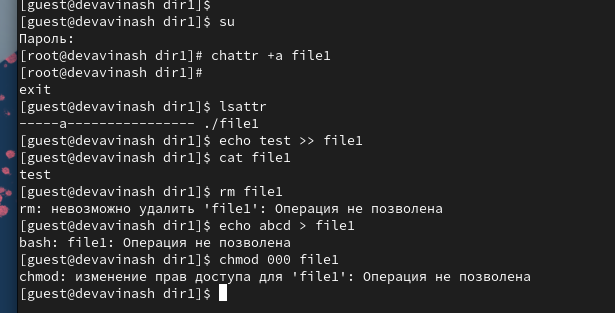 [guest@devavinash dir1]$
[guest@devavinash dir1]$ su
Пароль:
[root@devavinash dir1]# chattr +a file1
[root@devavinash dir1]#
exit
[guest@devavinash dir1]$ lsattr
-----a---------------- ./file1
[guest@devavinash dir1]$ echo test >> file1
[guest@devavinash dir1]$ cat file1
test
[guest@devavinash dir1]$ rm file1
rm: невозможно удалить 'file1': Операция не позволена
[guest@devavinash dir1]$ echo abcd > file1
bash: file1: Операция не позволена
[guest@devavinash dir1]$ chmod 000 file1
chmod: изменение прав доступа для 'file1': Операция не позволена
[guest@devavinash dir1]$